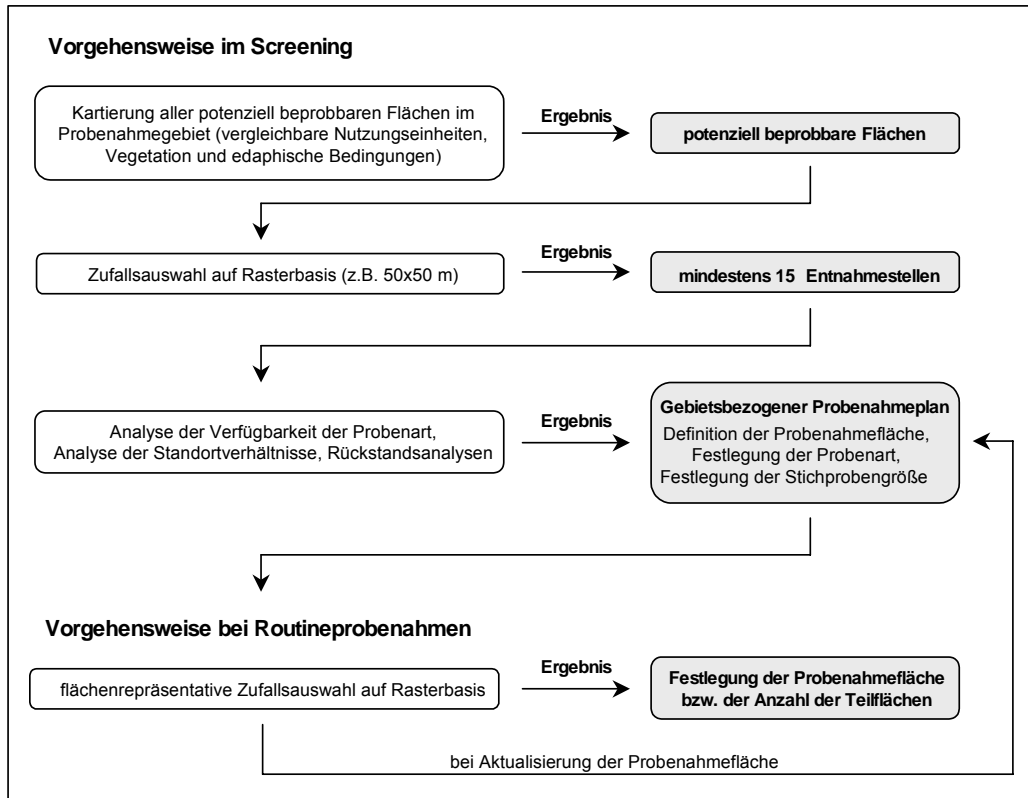 Vorgehensweise im Screening
Kartierung aller potenziell beprobbaren Flächen im
Probenahmegebiet (vergleichbare Nutzungseinheiten,
Vegetation und edaphische Bedingungen)
Ergebnis
potenziell beprobbare Flächen
Zufallsauswahl auf Rasterbasis (z.B. 50x50 m)
Ergebnis
mindestens 15 Entnahmestellen
Analyse der Verfügbarkeit der Probenart,
Analyse der Standortverhältnisse, Rückstandsanalysen
Ergebnis
Gebietsbezogener Probenahmeplan
Definition der Probenahmefläche,
Festlegung der Probenart,
Festlegung der Stichprobengröße
Vorgehensweise bei Routineprobenahmen
flächenrepräsentative Zufallsauswahl auf Rasterbasis
Ergebnis
Festlegung der Probenahmefläche
bzw. der Anzahl der Teilflächen
bei Aktualisierung der Probenahmefläche